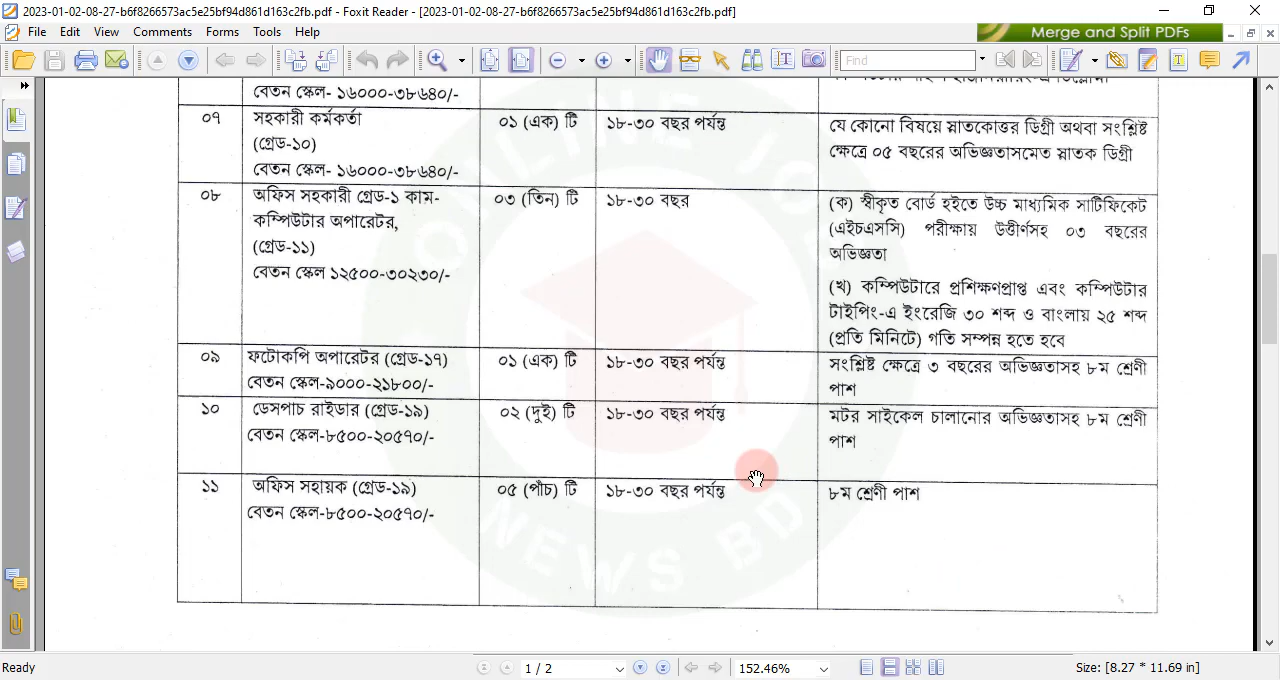 2023-01-02-08-27-b6f8266573ac5e25bf94d861d163c2fb.pdf - Foxit Reader - [2023-01-02-08-27-b6f8266573ac5e25bf94d861d163c2fb.pdf]
File Edit View Comments Forms Tools Help
Merge and Split PDFs
Find
বেতন স্কেল- ১৬০০০-৩৮৬৪০/-
০৭ সহকারী কর্মকর্তা ০১ (এক) টি ১৮-৩০ বছর পর্যন্ত যে কোনো বিষয়ে স্নাতকোত্তর ডিগ্রী অথবা সংশ্লিষ্ট
(গ্রেড-১০) ক্ষেত্রে ০৫ বছরের অভিজ্ঞতাসমেত স্নাতক ডিগ্রী
বেতন স্কেল- ১৬০০০-৩৮৬৪০/-
০৮ অফিস সহকারী গ্রেড-১ কাম- ০৩ (তিন) টি ১৮-৩০ বছর (ক) স্বীকৃত বোর্ড হইতে উচ্চ মাধ্যমিক সার্টিফিকেট
কম্পিউটার অপারেটর, (এইচএসসি) পরীক্ষায় উত্তীর্ণসহ ০৩ বছরের
(গ্রেড-১১) অভিজ্ঞতা
বেতন স্কেল ১২৫০০-৩০২৩০/-
(খ) কম্পিউটারে প্রশিক্ষণপ্রাপ্ত এবং কম্পিউটার
টাইপিং-এ ইংরেজি ৩০ শব্দ ও বাংলায় ২৫ শব্দ
(প্রতি মিনিটে) গতি সম্পন্ন হতে হবে
০৯ ফটোকপি অপারেটর (গ্রেড-১৭) ০১ (এক) টি ১৮-৩০ বছর পর্যন্ত সংশ্লিষ্ট ক্ষেত্রে ৩ বছরের অভিজ্ঞতাসহ ৮ম শ্রেণী
বেতন স্কেল-৯০০০-২১৮০০/- পাশ
১০ ডেসপাচ রাইডার (গ্রেড-১৯) ০২ (দুই) টি ১৮-৩০ বছর পর্যন্ত মটর সাইকেল চালানোর অভিজ্ঞতাসহ ৮ম শ্রেণী
বেতন স্কেল-৮৫০০-২০৫৭০/- পাশ
১১ অফিস সহায়ক (গ্রেড-১৯) ০৫ (পাঁচ) টি ১৮-৩০ বছর পর্যন্ত ৮ম শ্রেণী পাশ
বেতন স্কেল-৮৫০০-২০৫৭০/-
ONLINE JOB
NEWS BD
Ready 1 / 2 152.46% Size: [8.27 * 11.69 in]